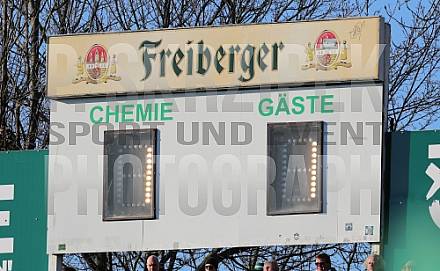 Freiberger
CHEMIE GÄSTE
SPORT UND EVENT
PHOTOGRAPH